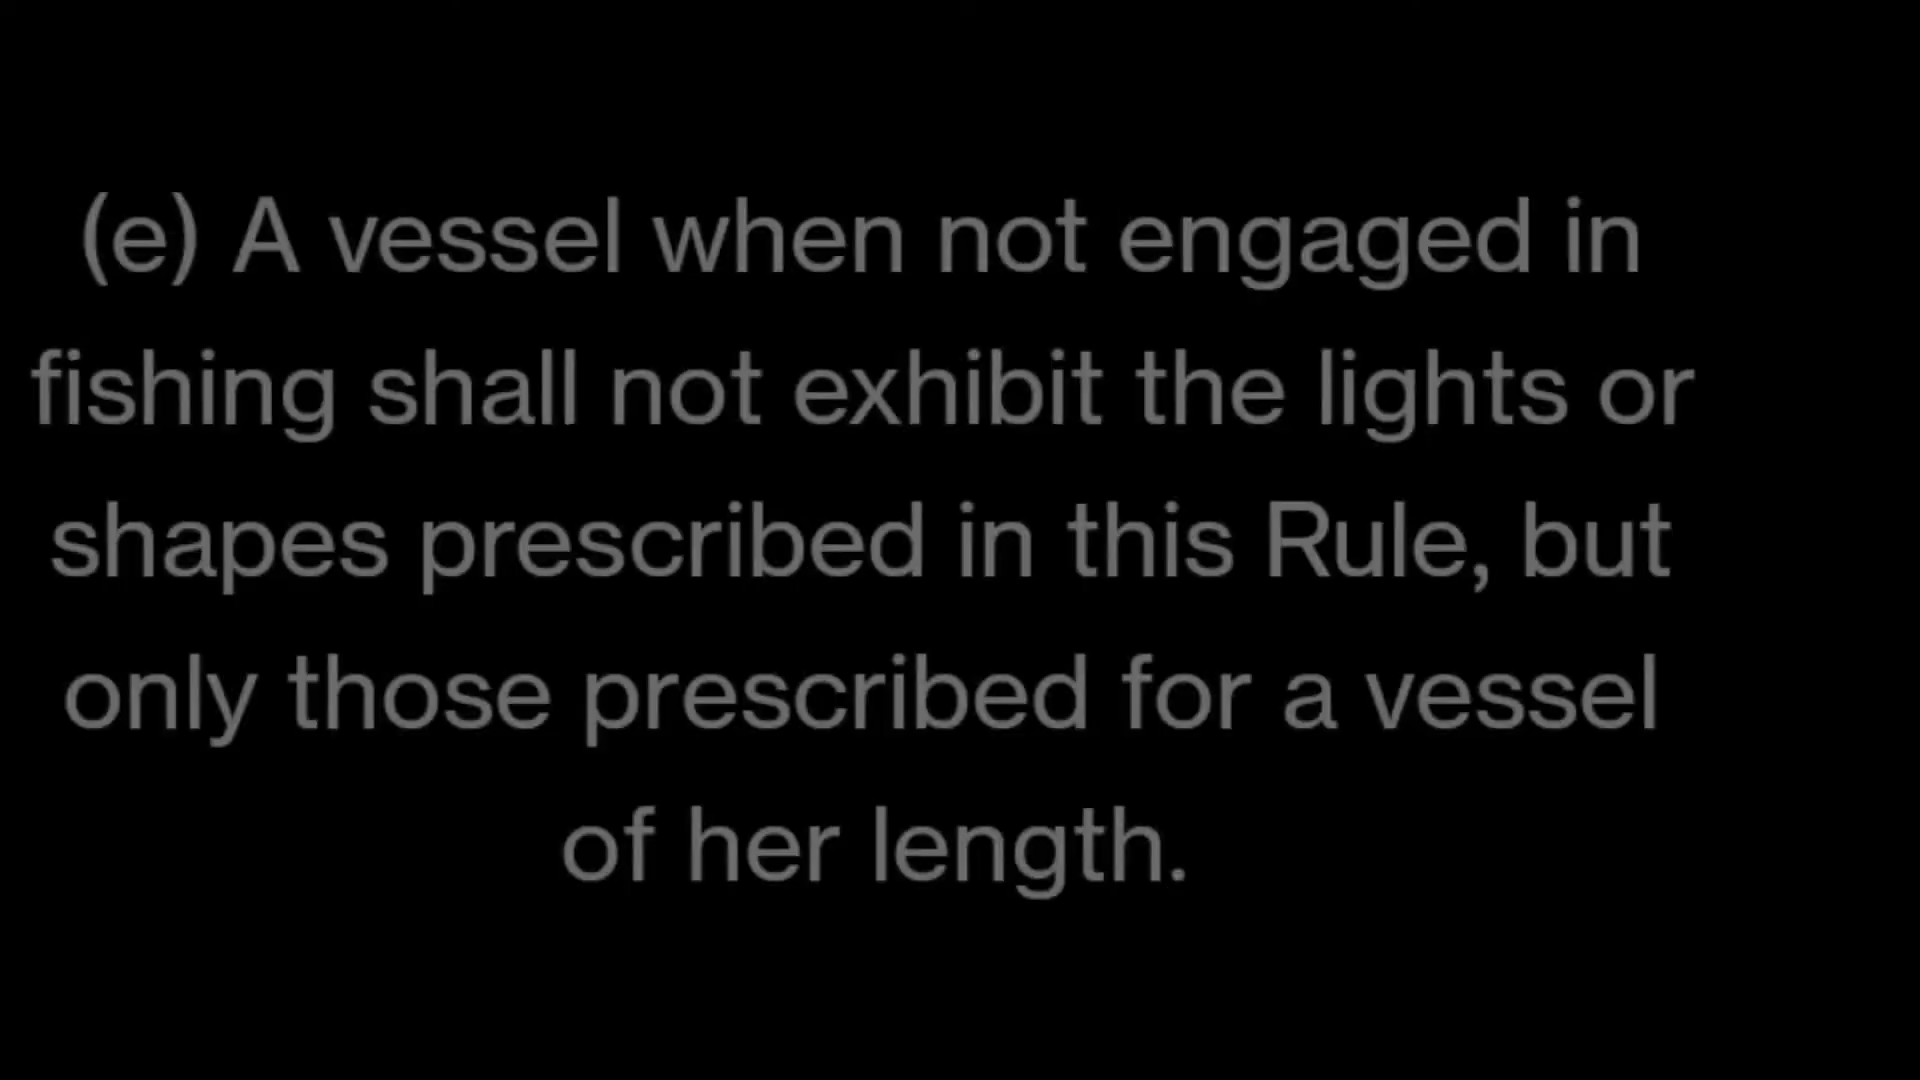 (e) A vessel when not engaged in
fishing shall not exhibit the lights or
shapes prescribed in this Rule, but
only those prescribed for a vessel
of her length.